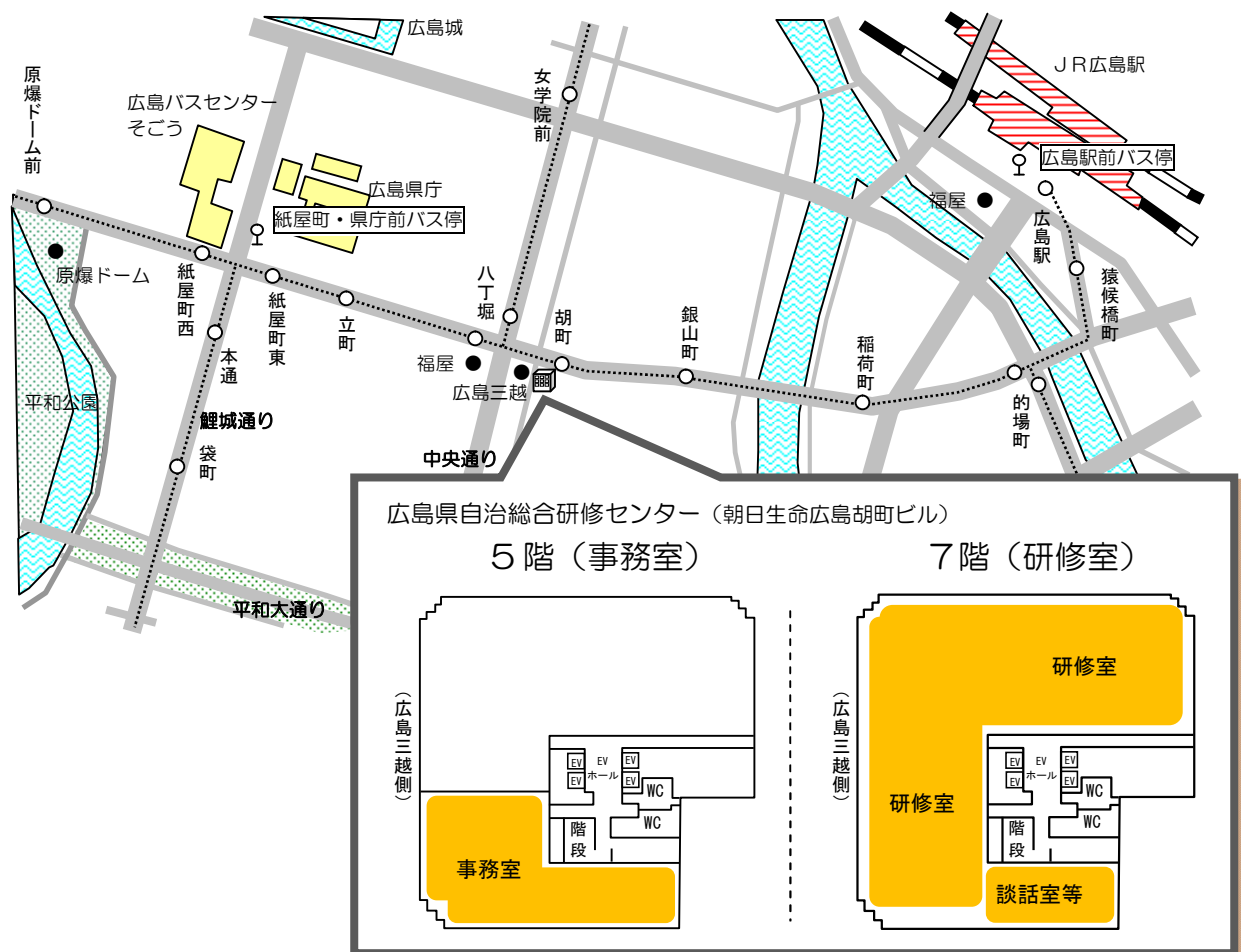 広島城
ＪＲ広島駅
原爆ドーム前
広島バスセンター
そごう
女学院前
広島県庁
紙屋町・県庁前バス停
広島駅前バス停
福屋
広島駅
猿候橋町
原爆ドーム
紙屋町西
紙屋町東
立町
八丁堀
胡町
銀山町
稲荷町
的場町
本通
福屋
広島三越
平和公園
鯉城通り
袋町
中央通り
平和大通り
広島県自治総合研修センター（朝日生命広島胡町ビル）
５階（事務室）
７階（研修室）
（広島三越側）
EV
EV
EV
ホール
EV
EV
WC
WC
階段
事務室
（広島三越側）
研修室
研修室
EV
EV
EV
ホール
EV
EV
WC
WC
階段
談話室等